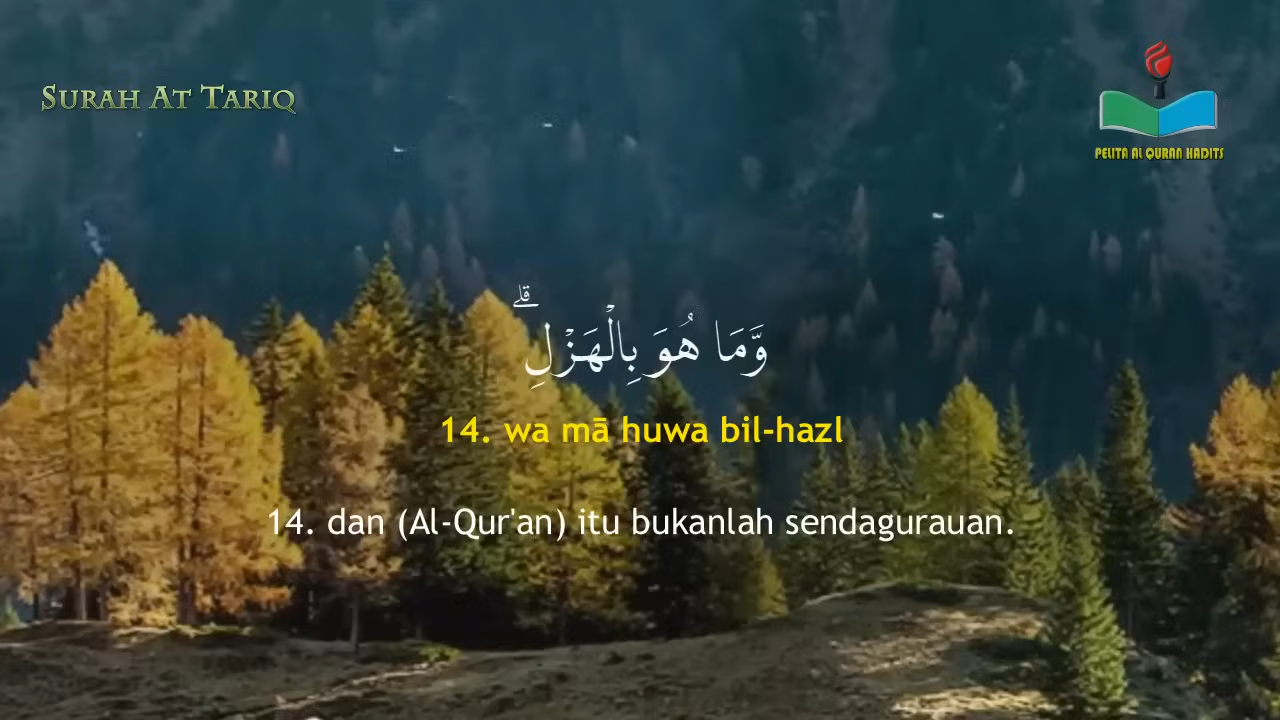 SURAH AT TARIQ
PELITA AL QURAN HADITS
وَّمَا هُوَ بِالْهَزْلِۗ
14. wa mā huwa bil-hazl
14. dan (Al-Qur'an) itu bukanlah sendagurauan.